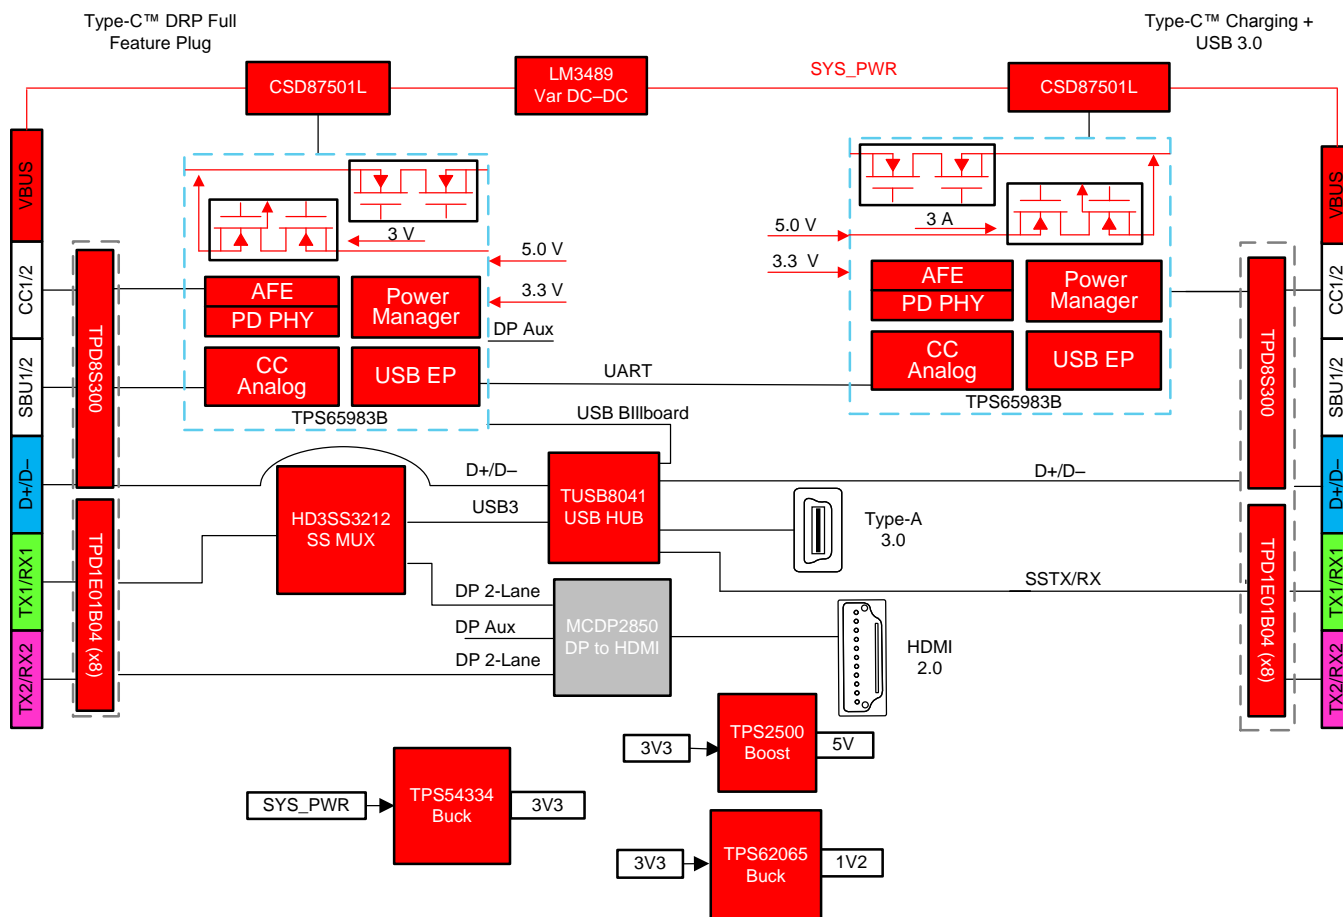 Type-C™ DRP Full
Feature Plug
Type-C™ Charging +
USB 3.0
CSD87501L
LM3489
Var DC–DC
SYS_PWR
CSD87501L
VBUS
CC1/2
SBU1/2
D+/D–
TX1/RX1
TX2/RX2
TPD8S300
TPD1E01B04 (x8)
3 V
5.0 V
3.3 V
DP Aux
AFE
PD PHY
Power
Manager
CC
Analog
USB EP
TPS65983B
UART
USB BIllboard
5.0 V
3.3 V
3 A
AFE
PD PHY
Power
Manager
CC
Analog
USB EP
TPS65983B
HD3SS3212
SS MUX
D+/D–
USB3
TUSB8041
USB HUB
D+/D–
Type-A
3.0
SSTX/RX
DP 2-Lane
DP Aux
DP 2-Lane
MCDP2850
DP to HDMI
HDMI
2.0
TPD8S300
TPD1E01B04 (x8)
VBUS
CC1/2
SBU1/2
D+/D–
TX1/RX1
TX2/RX2
3V3
TPS2500
Boost
5V
SYS_PWR
TPS54334
Buck
3V3
3V3
TPS62065
Buck
1V2